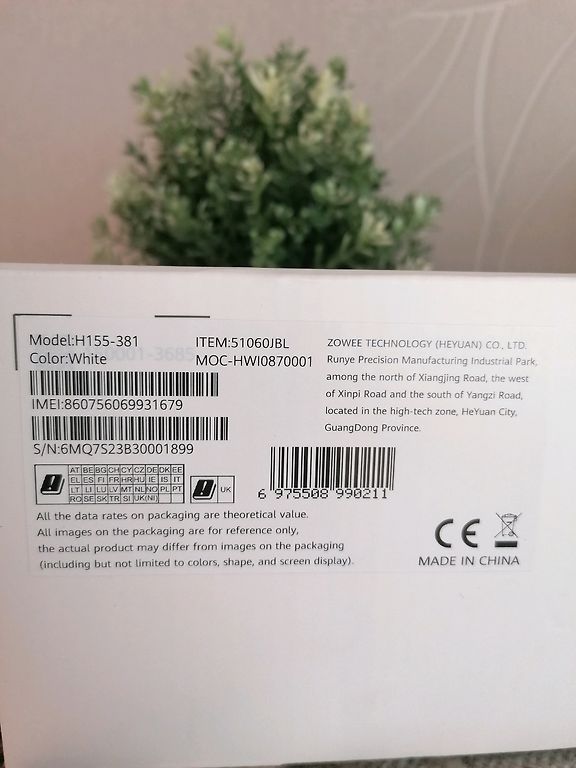 Model:H155-381
ITEM:51060JBL
Color:White
MOC-HWI0870001
IMEI:860756069931679
S/N:6MQ7S23B30001899
ZOWEE TECHNOLOGY (HEYUAN) CO., LTD.
Runye Precision Manufacturing Industrial Park,
among the north of Xiangjing Road, the west
of Xinpi Road and the south of Yangzi Road,
located in the high-tech zone, HeYuan City,
GuangDong Province.
AT BE BG CH CY CZ DE DK EE
EL ES FI FR HR HU IE IS IT
LT LI LU LV MT NL NO PL PT
RO SE SK TR SI UK(NI)
UK
6 975508 990211
All the data rates on packaging are theoretical value.
All images on the packaging are for reference only,
the actual product may differ from images on the packaging
(including but not limited to colors, shape, and screen display).
CE
MADE IN CHINA